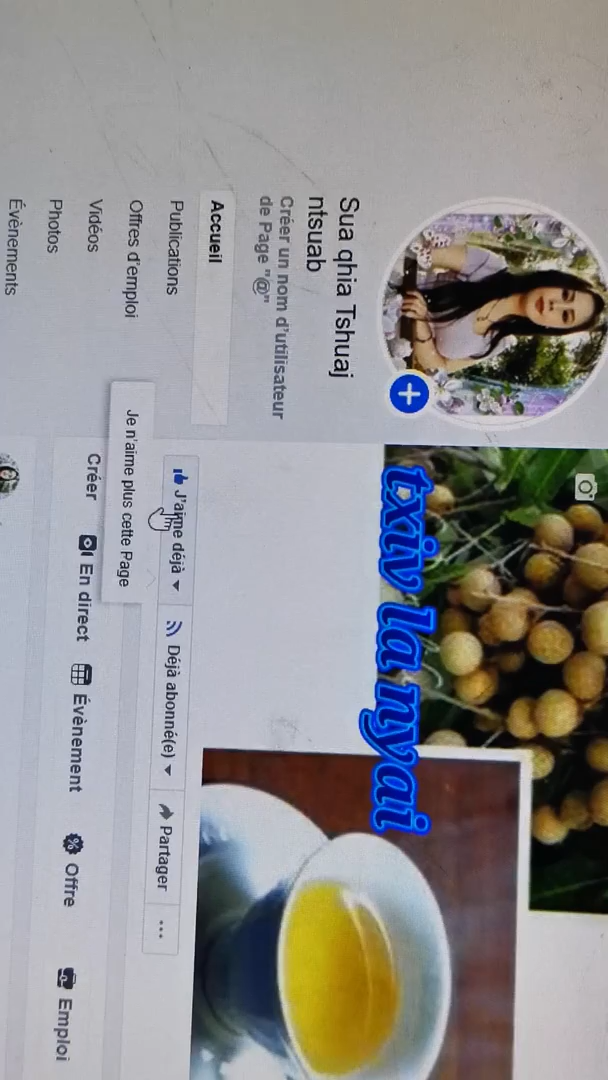 txiv la nyai
Sua qhia Tshuaj
ntsuab
Créer un nom d'utilisateur
de Page "@"
Accueil
Publications
Offres d'emploi
Vidéos
Photos
Évènements
J'aime déjà
Déjà abonné(e)
Partager
...
Je n'aime plus cette Page
Créer
En direct
Évènement
Offre
Emploi